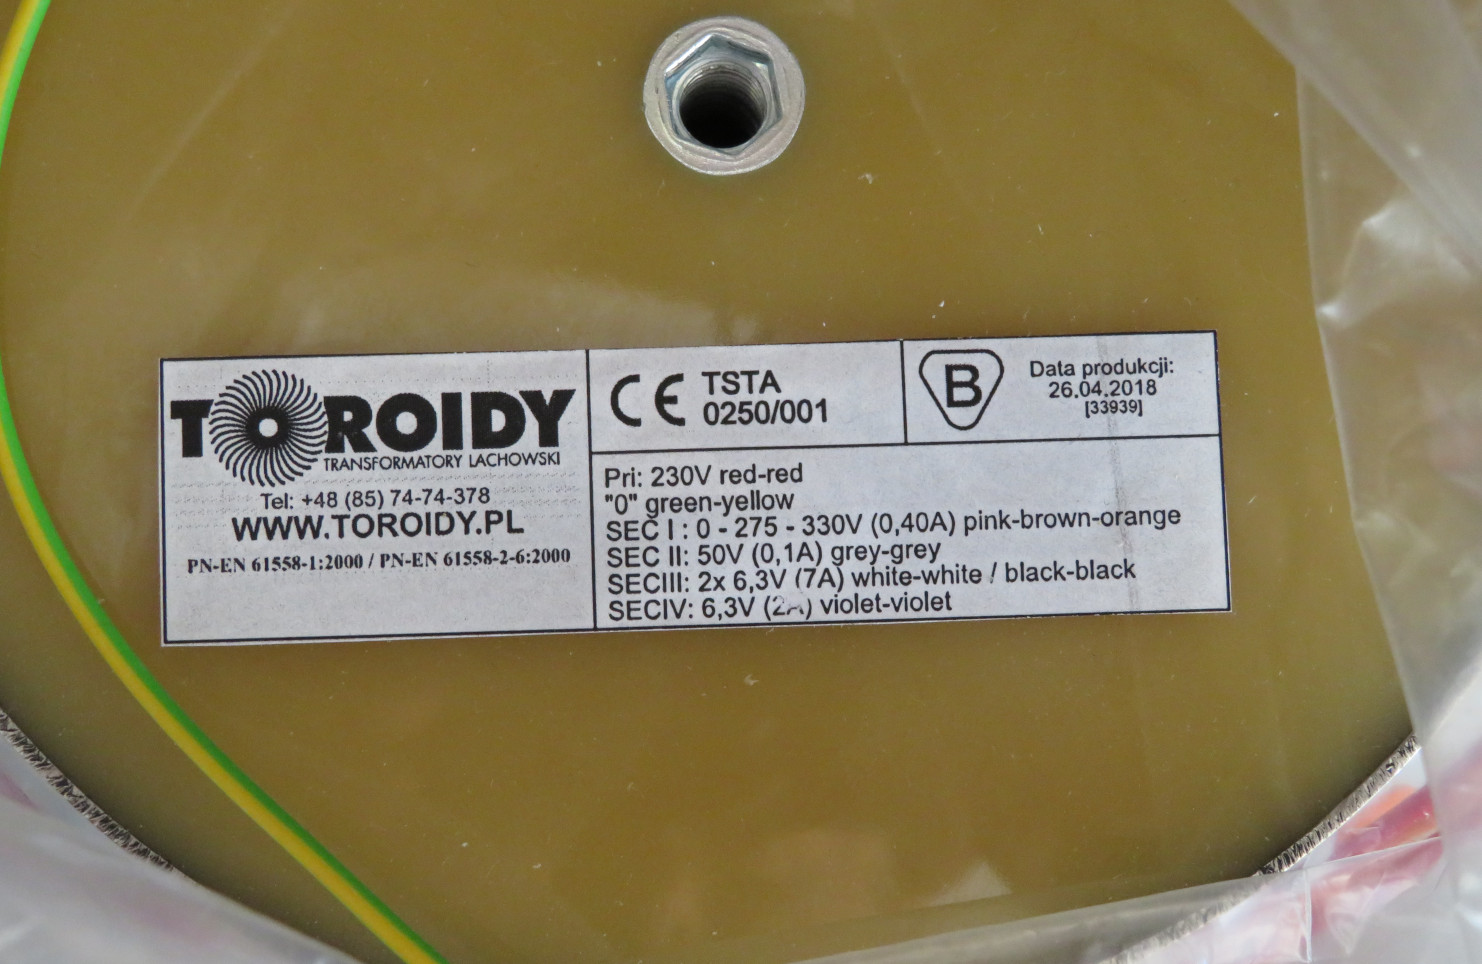 TOROIDY
TRANSFORMATORY LACHOWSKI
Tel: +48 (85) 74-74-378
WWW.TOROIDY.PL
PN-EN 61558-1:2000 / PN-EN 61558-2-6:2000
CE TSTA
0250/001
B
Data produkcji:
26.04.2018
[33939]
Pri: 230V red-red
"0" green-yellow
SEC I : 0 - 275 - 330V (0,40A) pink-brown-orange
SEC II: 50V (0,1A) grey-grey
SECIII: 2x 6,3V (7A) white-white / black-black
SECIV: 6,3V (2A) violet-violet